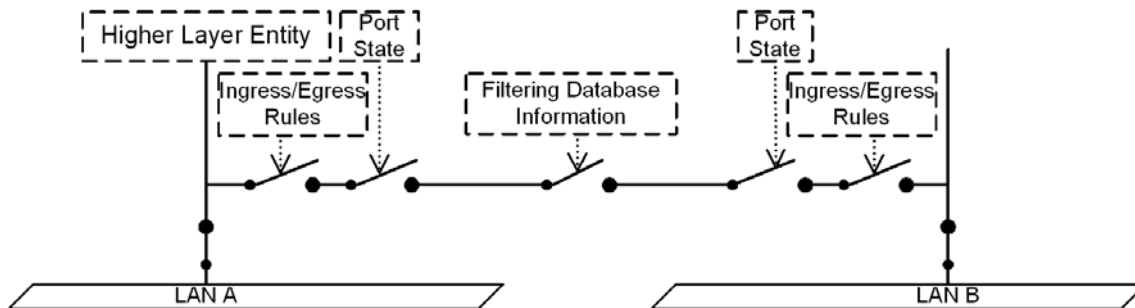 Higher Layer Entity
Port
State
Port
State
Ingress/Egress
Rules
Filtering Database
Information
Ingress/Egress
Rules
LAN A
LAN B